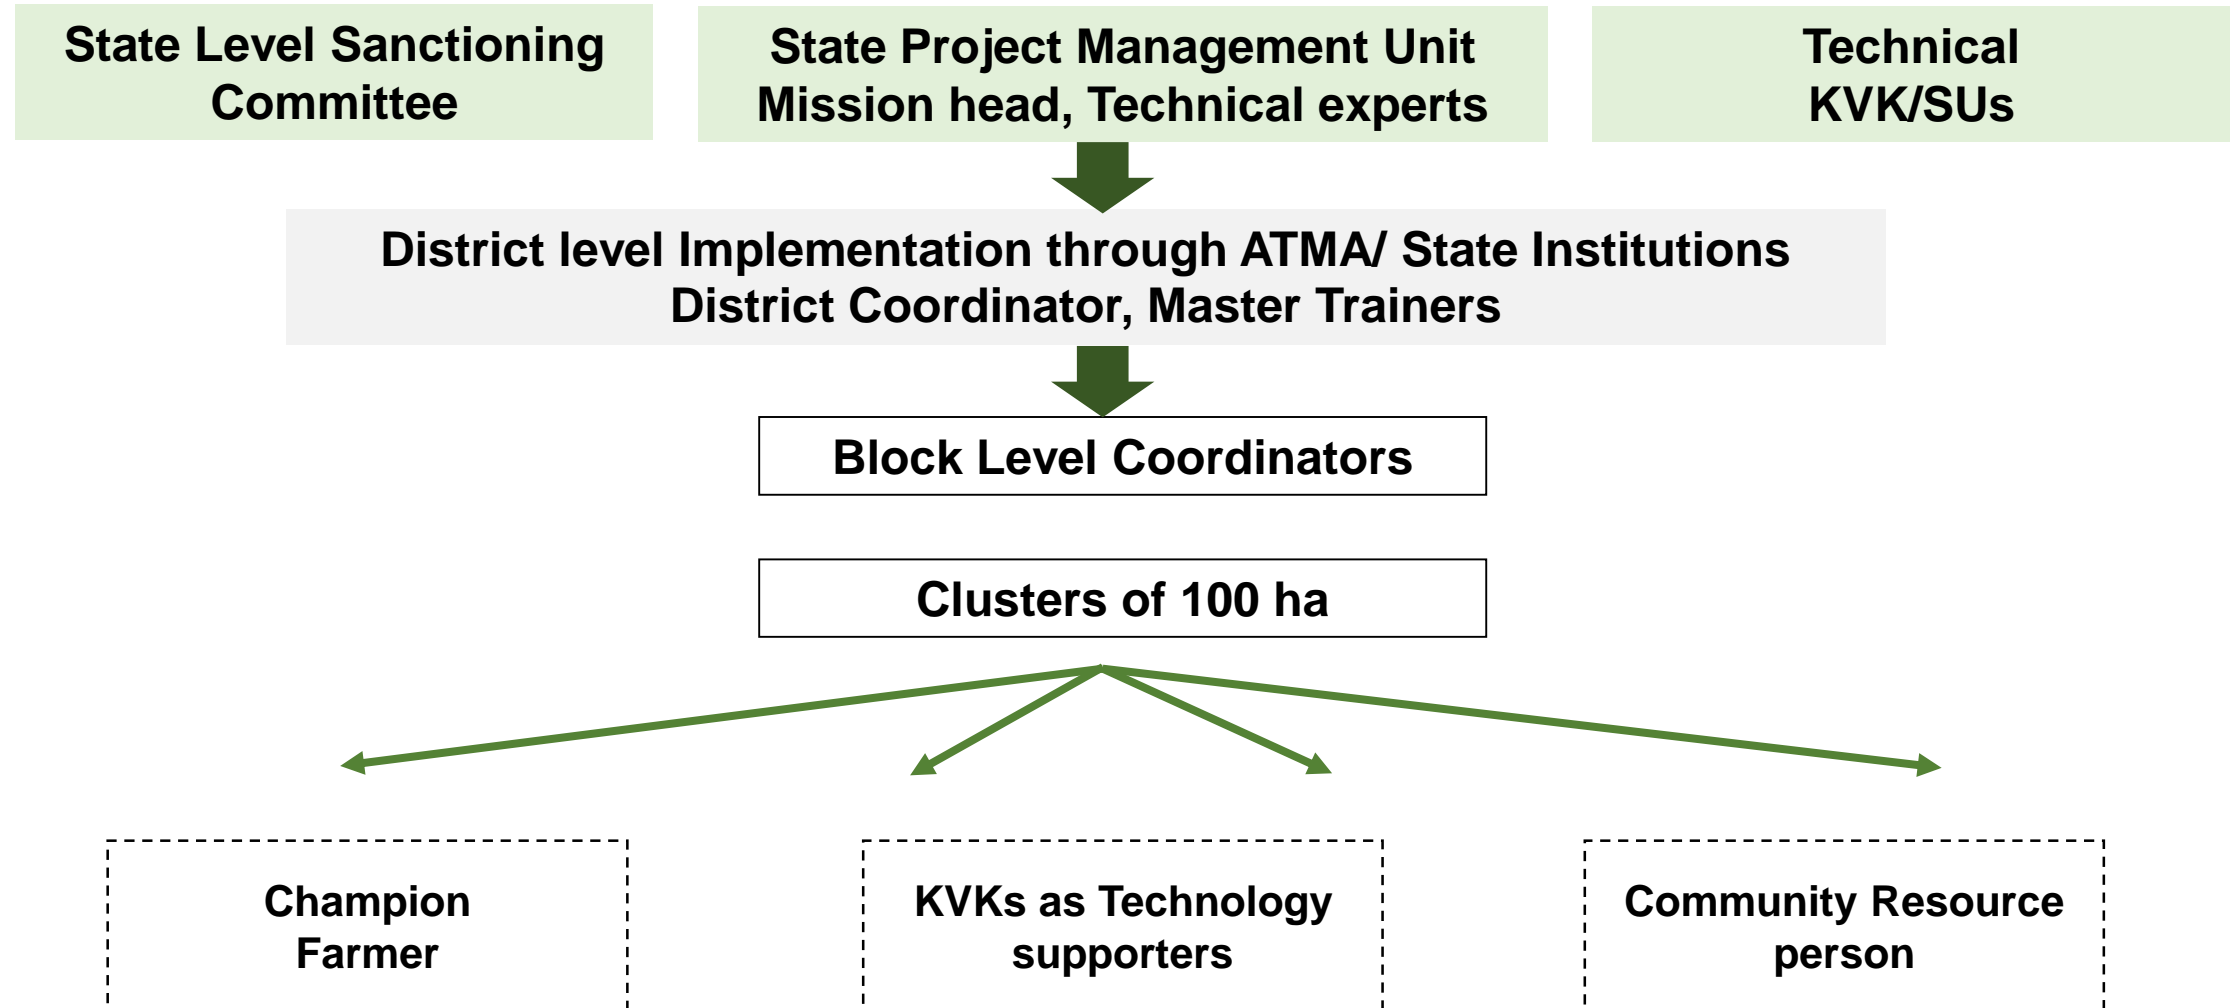 State Level Sanctioning
Committee
State Project Management Unit
Mission head, Technical experts
Technical
KVK/SUs
District level Implementation through ATMA/ State Institutions
District Coordinator, Master Trainers
Block Level Coordinators
Clusters of 100 ha
Champion
Farmer
KVKs as Technology
supporters
Community Resource
person